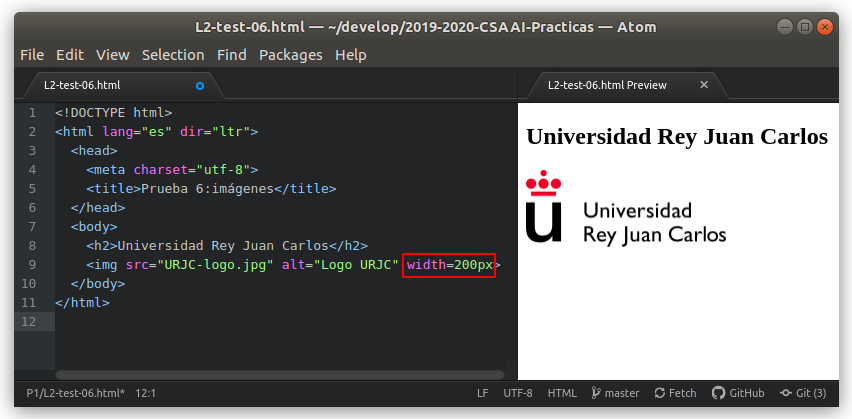 L2-test-06.html — ~/develop/2019-2020-CSAAI-Practicas — Atom
File Edit View Selection Find Packages Help
L2-test-06.html
L2-test-06.html Preview
1 <!DOCTYPE html>
2 <html lang="es" dir="ltr">
3 <head>
4 <meta charset="utf-8">
5 <title>Prueba 6:imágenes</title>
6 </head>
7 <body>
8 <h2>Universidad Rey Juan Carlos</h2>
9 <img src="URJC-logo.jpg" alt="Logo URJC" width=200px>
10 </body>
11 </html>
12
Universidad Rey Juan Carlos
u Universidad
Rey Juan Carlos
P1/L2-test-06.html* 12:1 LF UTF-8 HTML master Fetch GitHub Git (3)